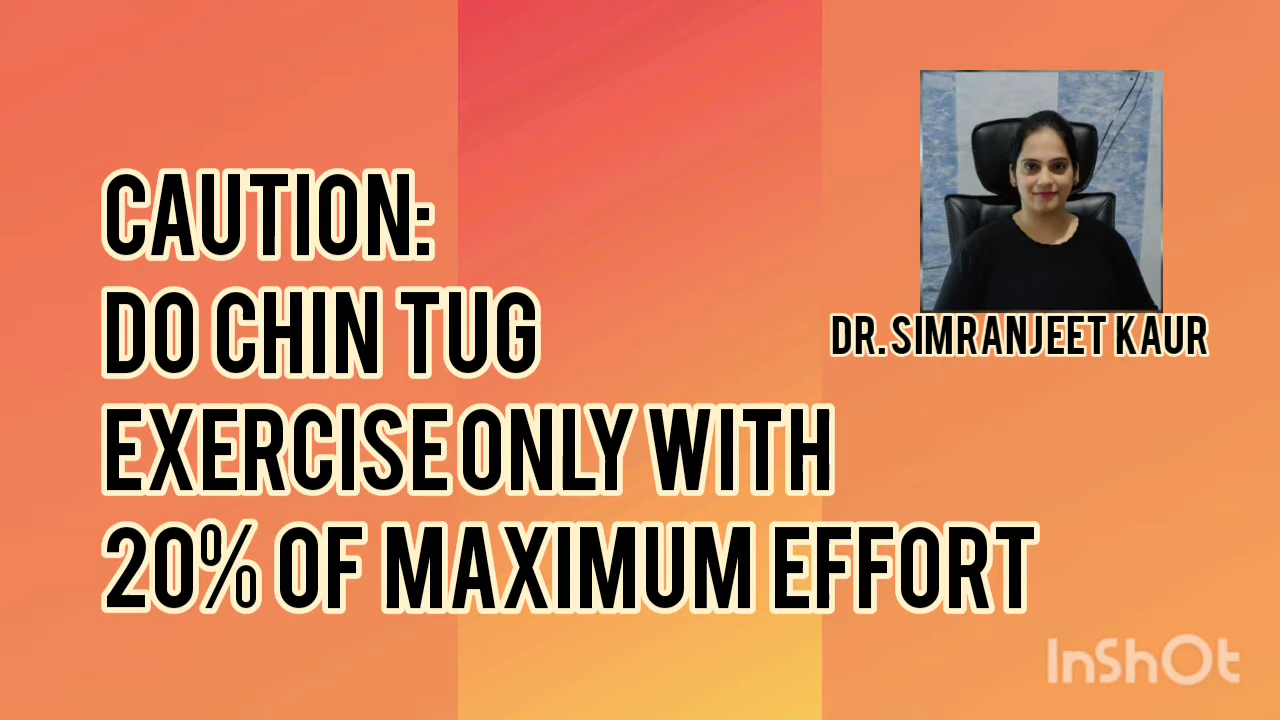 CAUTION:
DO CHIN TUG
EXERCISE ONLY WITH
20% OF MAXIMUM EFFORT
DR. SIMRANJEET KAUR
InShOt